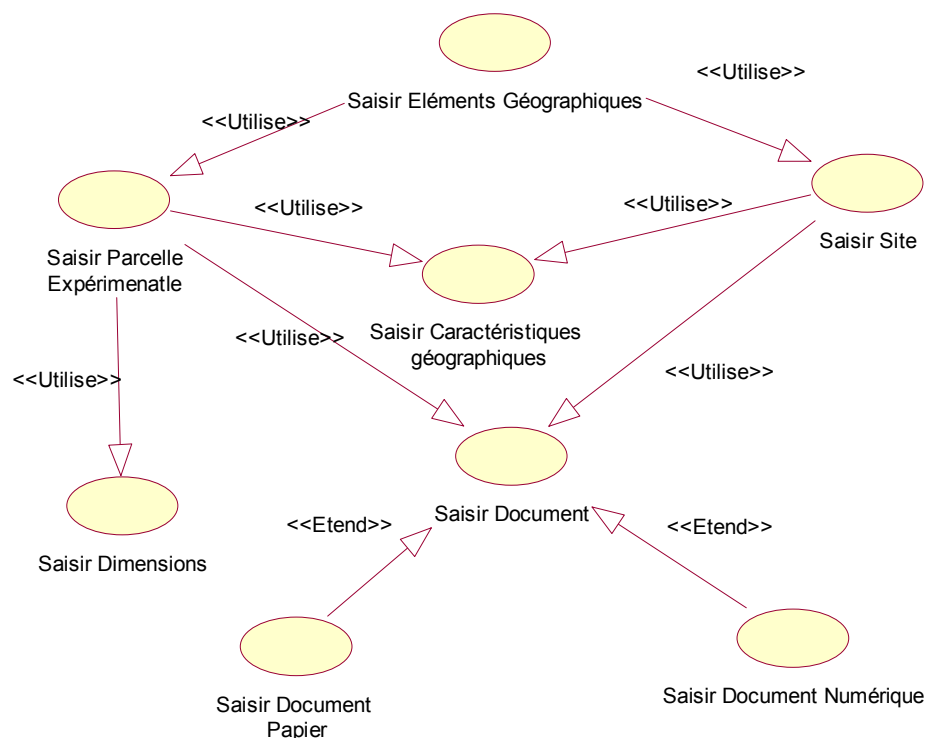 <<Utilise>>
Saisir Eléments Géographiques
<<Utilise>>
<<Utilise>>
<<Utilise>>
Saisir Site
Saisir Parcelle
Expérimenatle
Saisir Caractéristiques
géographiques
<<Utilise>>
<<Utilise>>
<<Utilise>>
Saisir Document
<<Etend>>
<<Etend>>
Saisir Dimensions
Saisir Document Numérique
Saisir Document
Papier